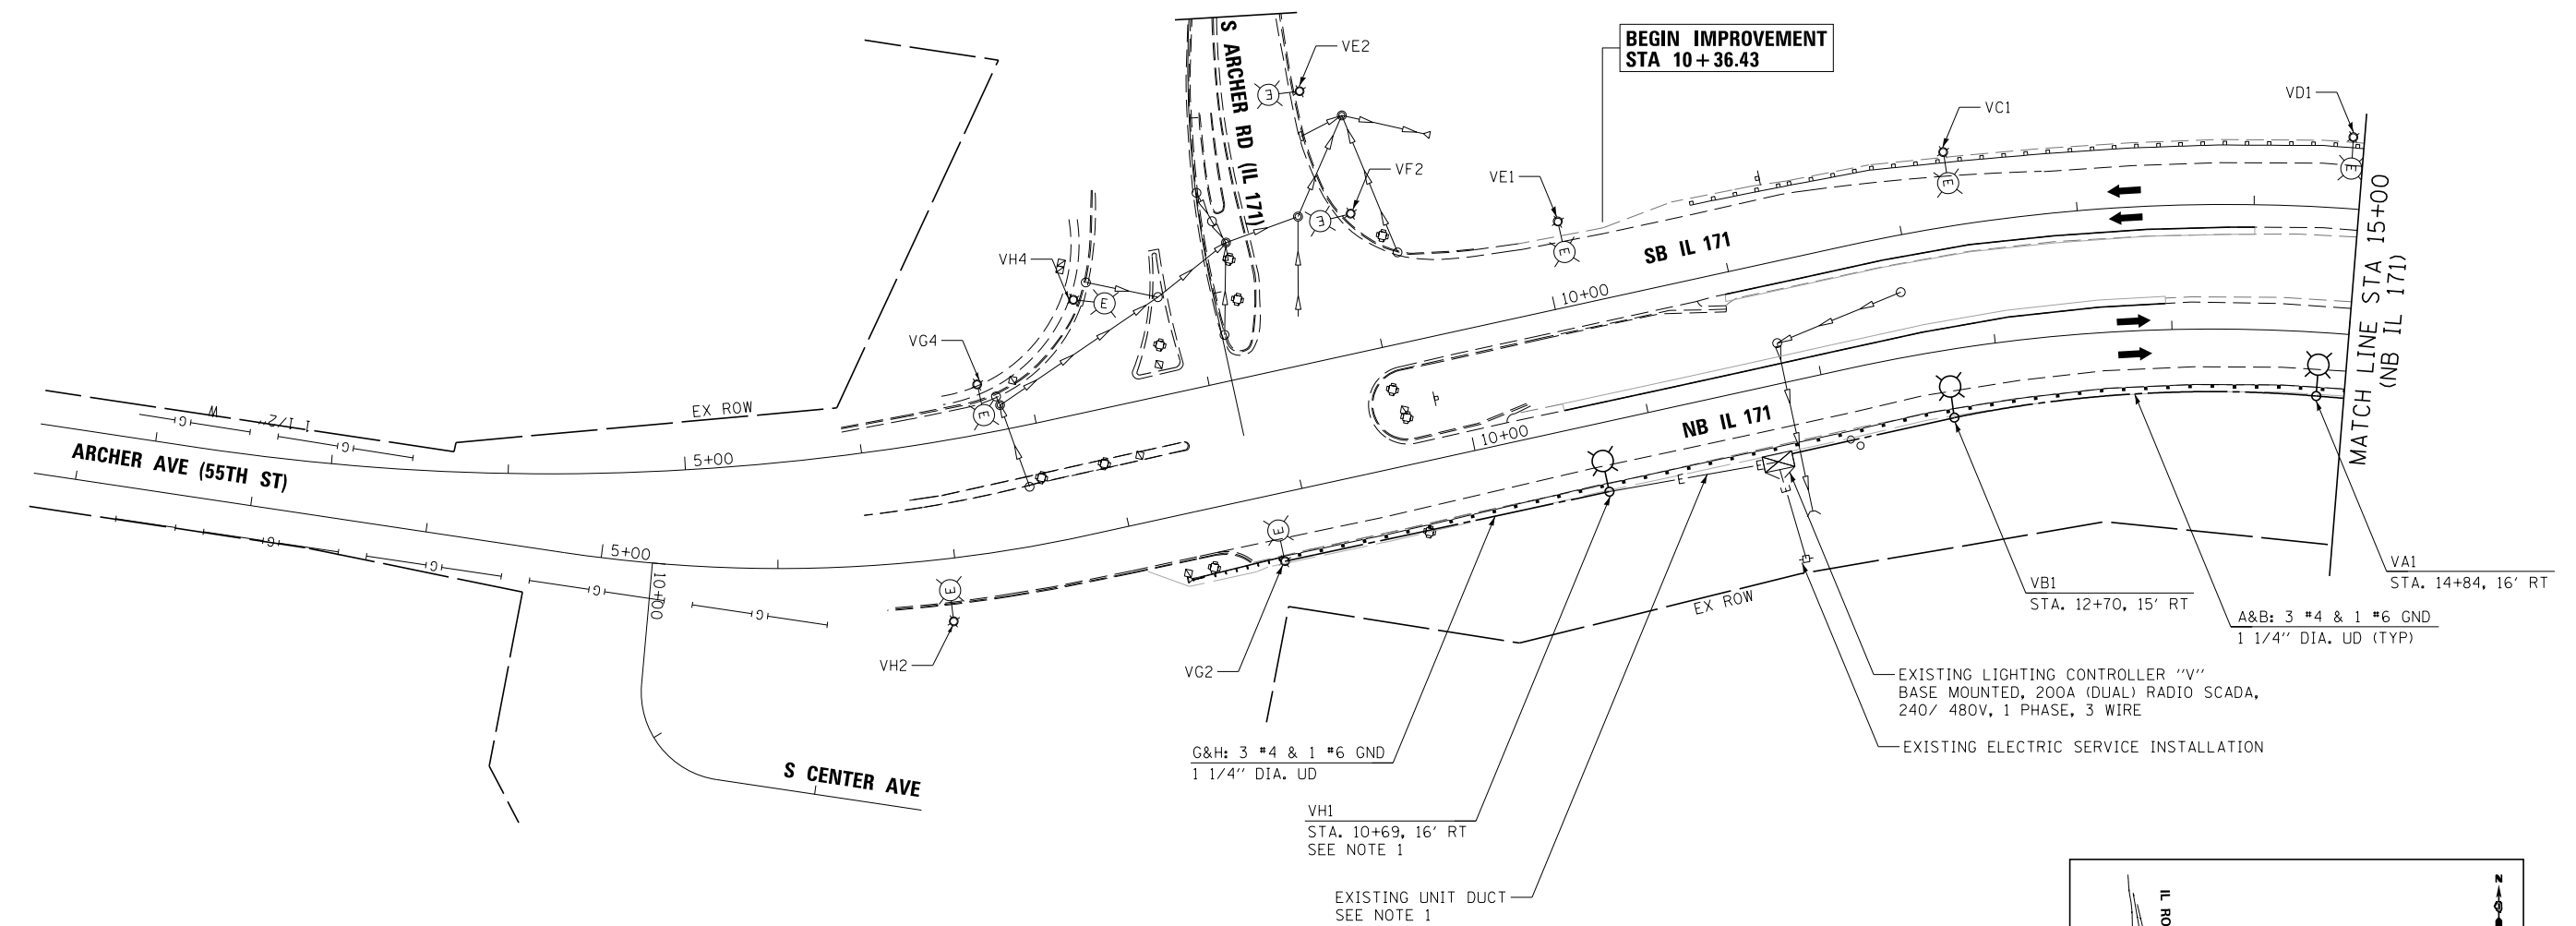 BEGIN IMPROVEMENT
STA 10+36.43
VE2
S ARCHER RD (IL 171)
VF2
VE1
VC1
VD1
E
E
E
E
E
SB IL 171
10+00
MATCH LINE STA 15+00
(NB IL 171)
VH4
E
VG4
E
EX ROW
W
1 1/2"
G
G
ARCHER AVE (55TH ST)
5+00
10+00
NB IL 171
5+00
G
G
G
G
10+00
E
E
E
E
E
VH2
VG2
EX ROW
VA1
STA. 14+84, 16' RT
VB1
STA. 12+70, 15' RT
A&B: 3 #4 & 1 #6 GND
1 1/4" DIA. UD (TYP)
EXISTING LIGHTING CONTROLLER "V"
BASE MOUNTED, 200A (DUAL) RADIO SCADA,
240/ 480V, 1 PHASE, 3 WIRE
EXISTING ELECTRIC SERVICE INSTALLATION
G&H: 3 #4 & 1 #6 GND
1 1/4" DIA. UD
S CENTER AVE
VH1
STA. 10+69, 16' RT
SEE NOTE 1
EXISTING UNIT DUCT
SEE NOTE 1
IL RO
N